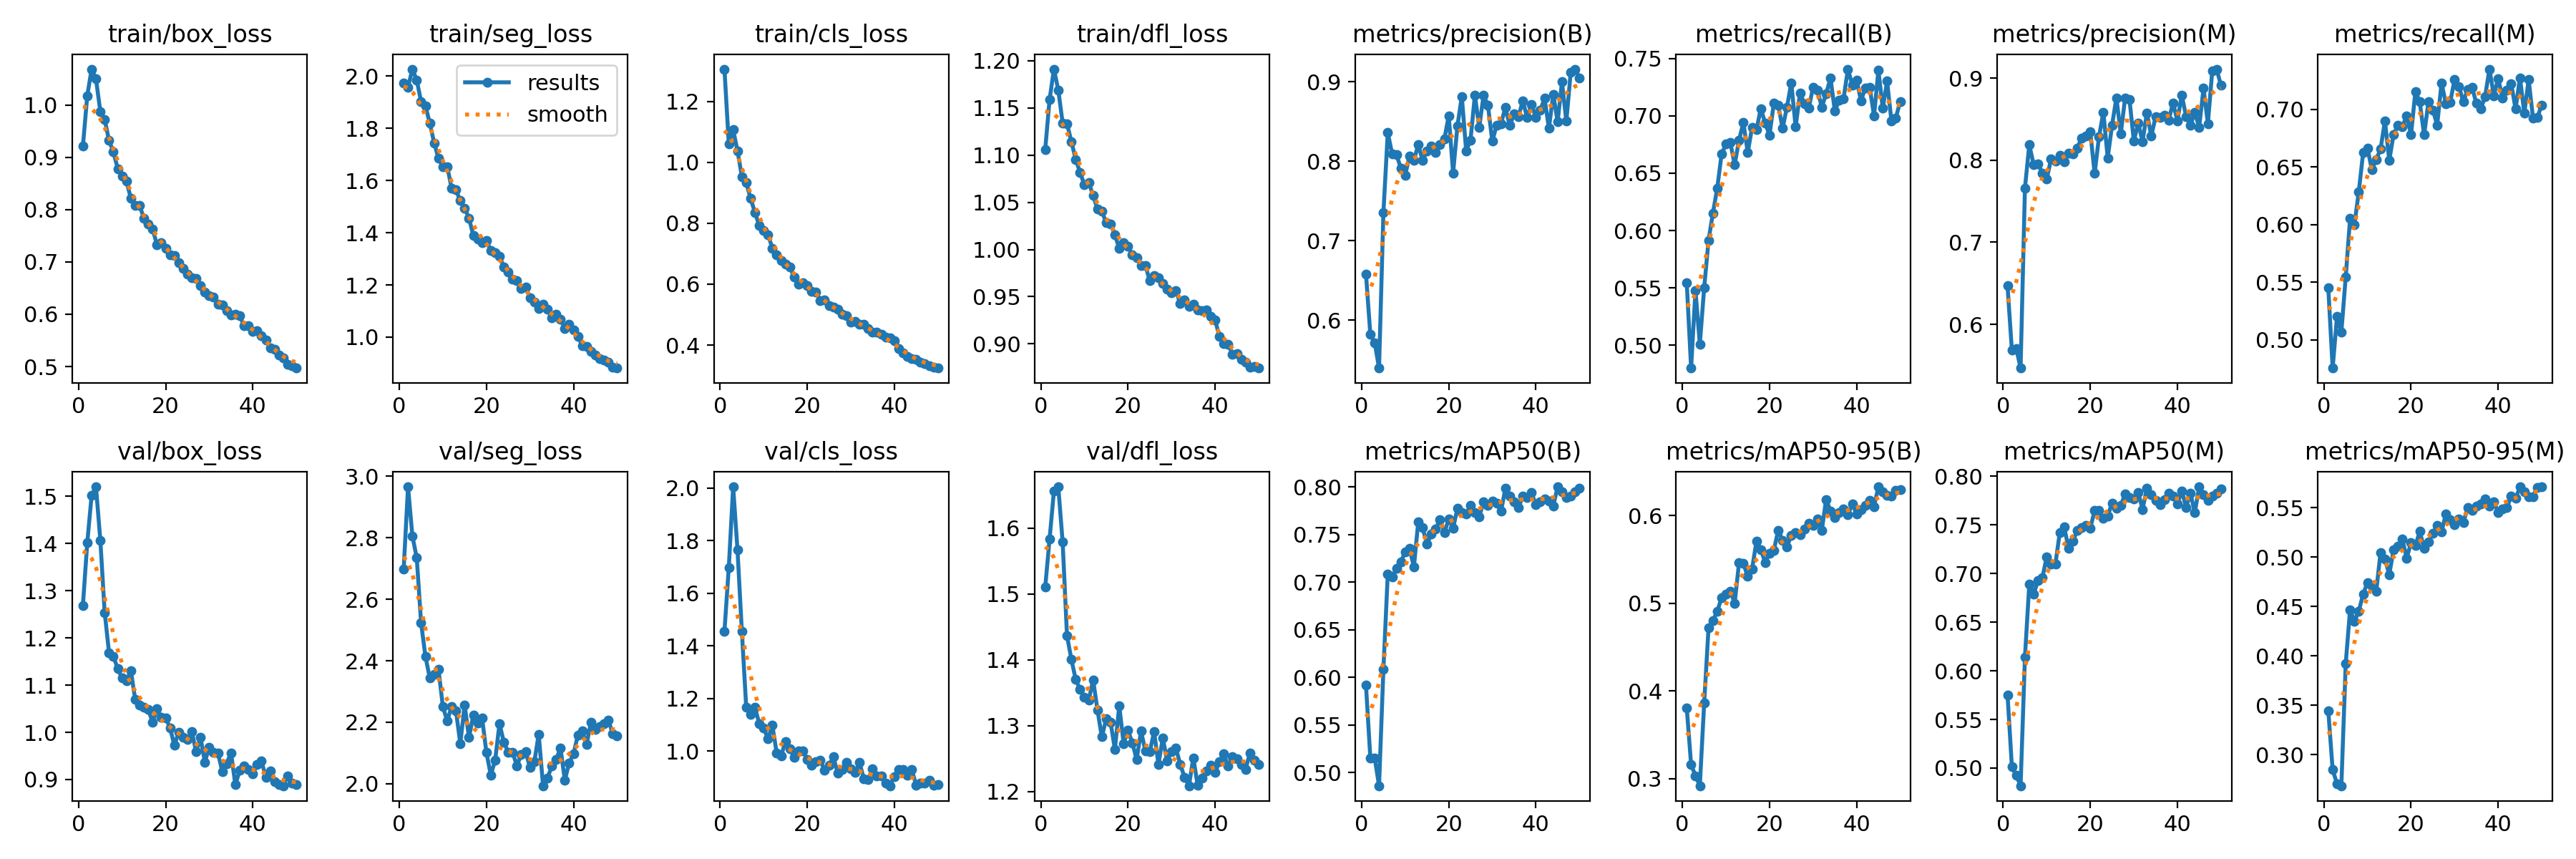 train/box_loss
train/seg_loss
train/cls_loss
train/dfl_loss
metrics/precision(B)
metrics/recall(B)
metrics/precision(M)
metrics/recall(M)
1.0
0.9
0.8
0.7
0.6
0.5
0 20 40
2.0
1.8
1.6
1.4
1.2
1.0
0 20 40
results
smooth
1.2
1.0
0.8
0.6
0.4
0 20 40
1.20
1.15
1.10
1.05
1.00
0.95
0.90
0 20 40
0.9
0.8
0.7
0.6
0 20 40
0.75
0.70
0.65
0.60
0.55
0.50
0 20 40
0.9
0.8
0.7
0.6
0 20 40
0.70
0.65
0.60
0.55
0.50
0 20 40
val/box_loss
val/seg_loss
val/cls_loss
val/dfl_loss
metrics/mAP50(B)
metrics/mAP50-95(B)
metrics/mAP50(M)
metrics/mAP50-95(M)
1.5
1.4
1.3
1.2
1.1
1.0
0.9
0 20 40
3.0
2.8
2.6
2.4
2.2
2.0
0 20 40
2.0
1.8
1.6
1.4
1.2
1.0
0 20 40
1.6
1.5
1.4
1.3
1.2
0 20 40
0.80
0.75
0.70
0.65
0.60
0.55
0.50
0 20 40
0.6
0.5
0.4
0.3
0 20 40
0.80
0.75
0.70
0.65
0.60
0.55
0.50
0 20 40
0.55
0.50
0.45
0.40
0.35
0.30
0 20 40